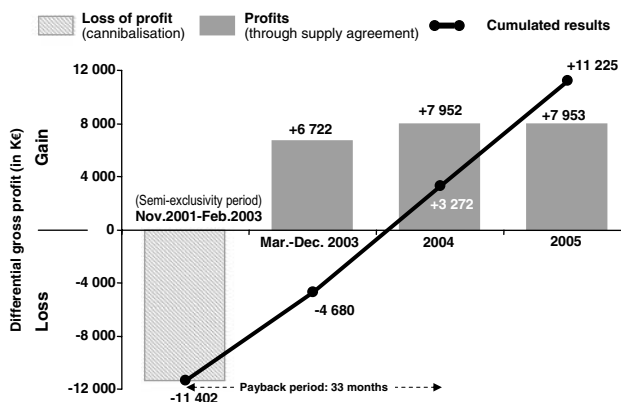 Loss of profit
(cannibalisation)
Profits
(through supply agreement)
Cumulated results
Differential gross profit (in K€)
Gain
Loss
12 000
8 000
4 000
0
-4 000
-8 000
-12 000
+11 225
+6 722
+7 952
+7 953
(Semi-exclusivity period)
Nov.2001-Feb.2003
+3 272
Mar.-Dec. 2003
2004
2005
-4 680
Payback period: 33 months
-11 402